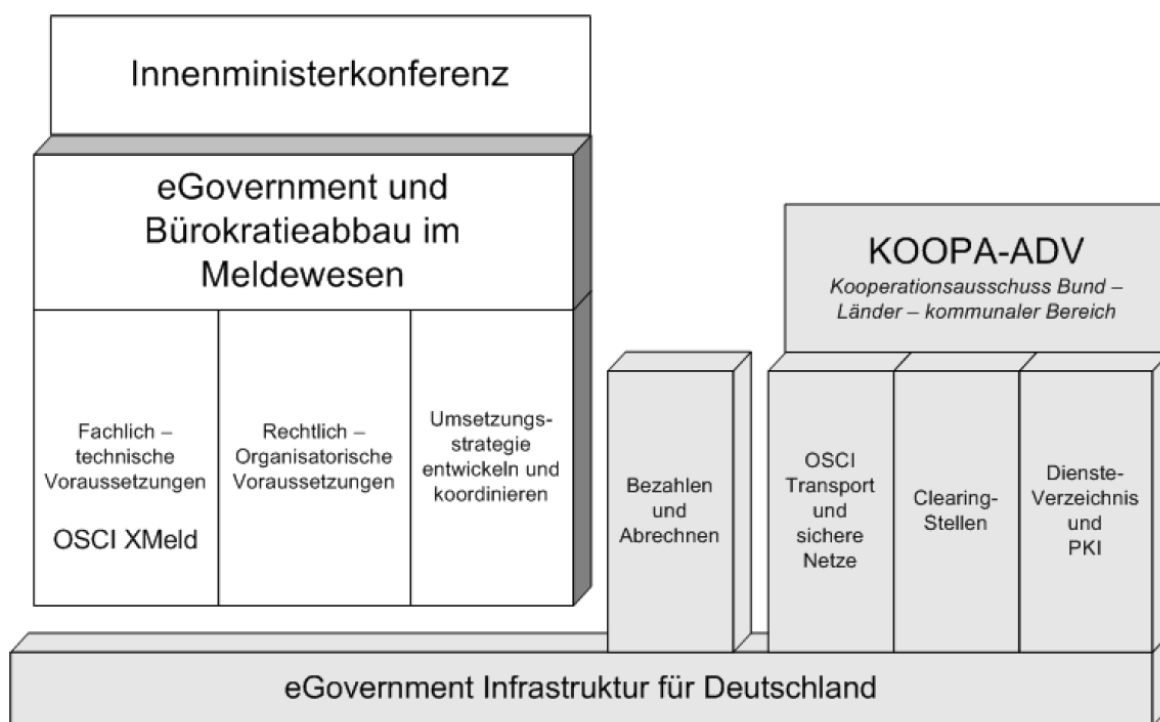 Innenministerkonferenz
eGovernment und
Bürokratieabbau im
Meldewesen
Fachlich –
technische
Voraussetzungen
OSCI XMeld
Rechtlich –
Organisatorische
Voraussetzungen
Umsetzungs-
strategie
entwickeln und
koordinieren
Bezahlen
und
Abrechnen
KOOPA-ADV
Kooperationsausschuss Bund –
Länder – kommunaler Bereich
OSCI
Transport
und
sichere
Netze
Clearing-
Stellen
Dienste-
Verzeichnis
und
PKI
eGovernment Infrastruktur für Deutschland